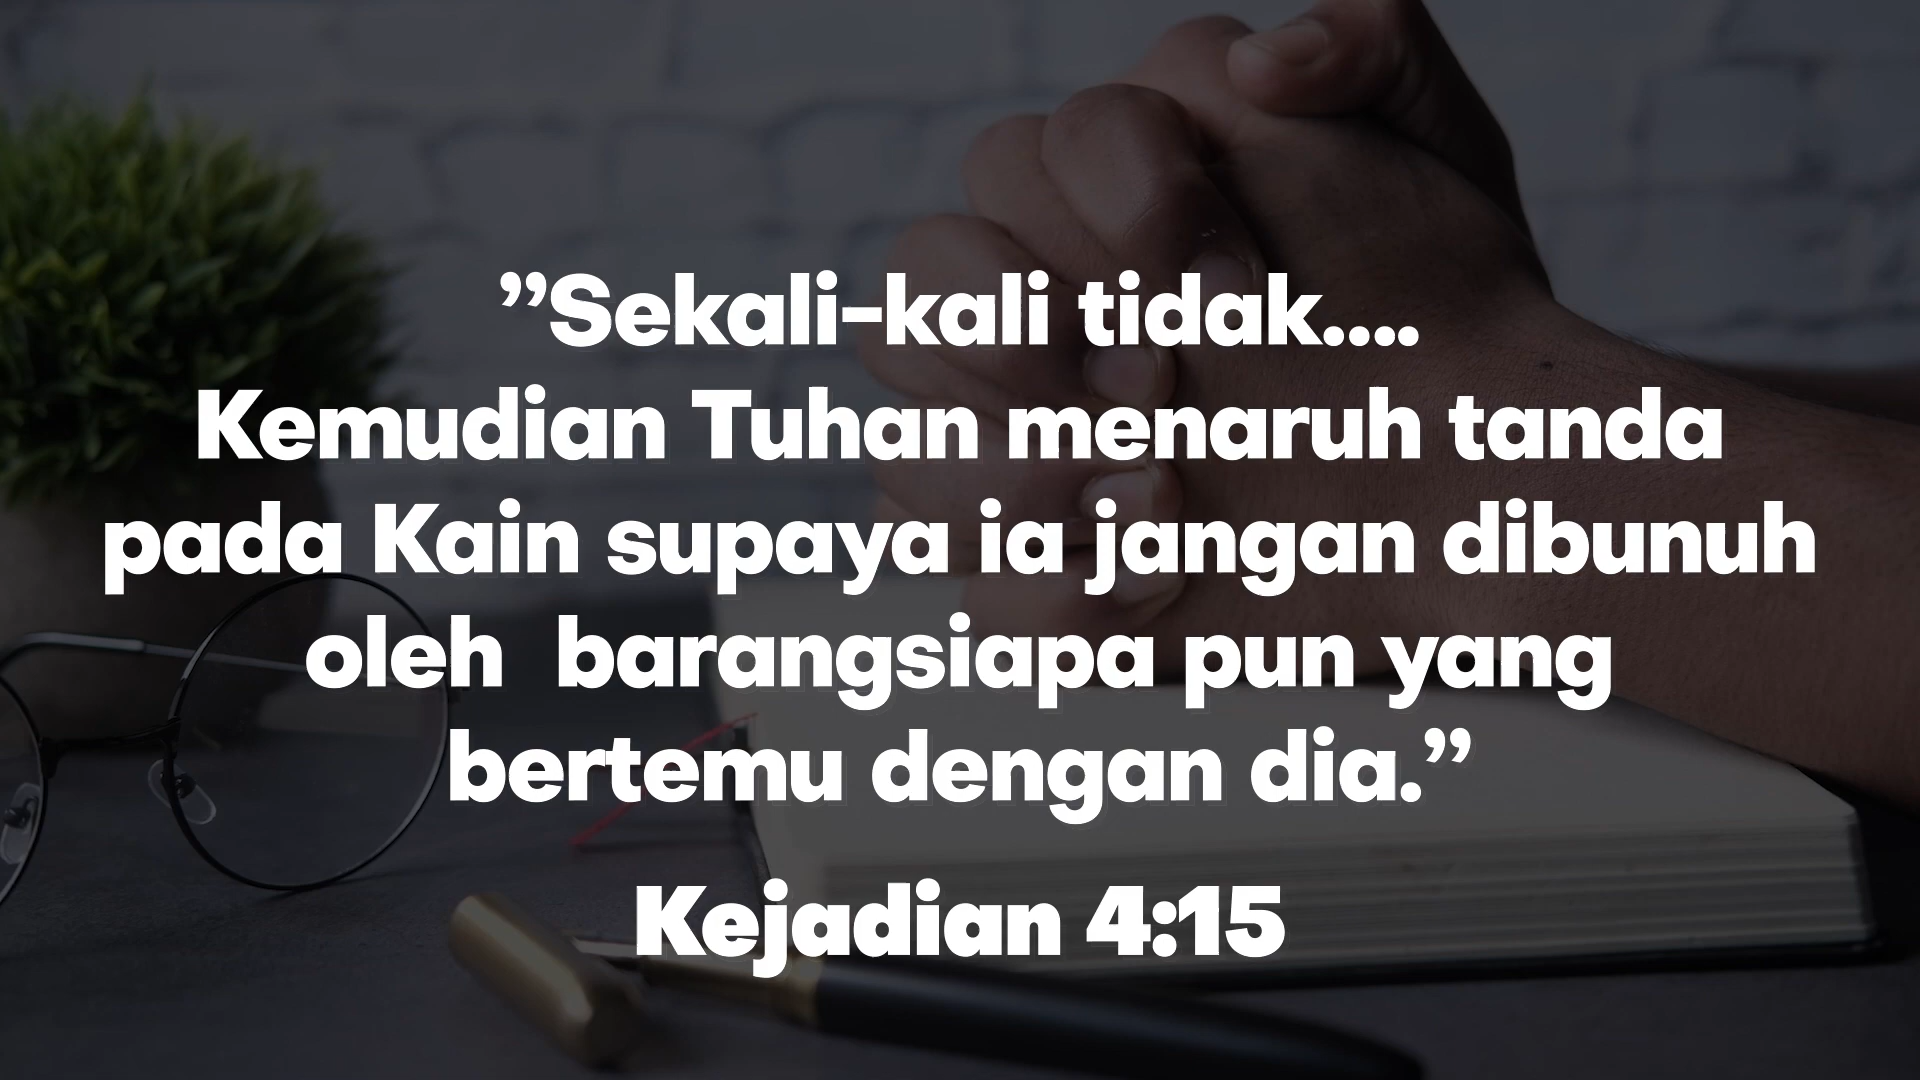 ”Sekali-kali tidak....
Kemudian Tuhan menaruh tanda
pada Kain supaya ia jangan dibunuh
oleh  barangsiapa pun yang
bertemu dengan dia.”
Kejadian 4:15